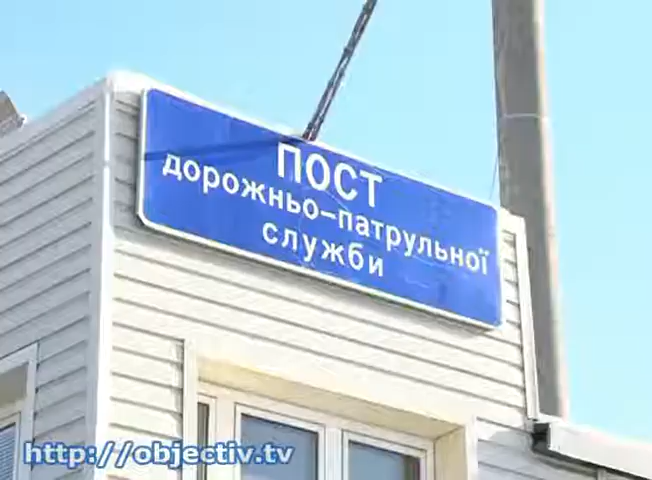 ПОСТ
дорожньо-патрульної
служби
http://objectiv.tv